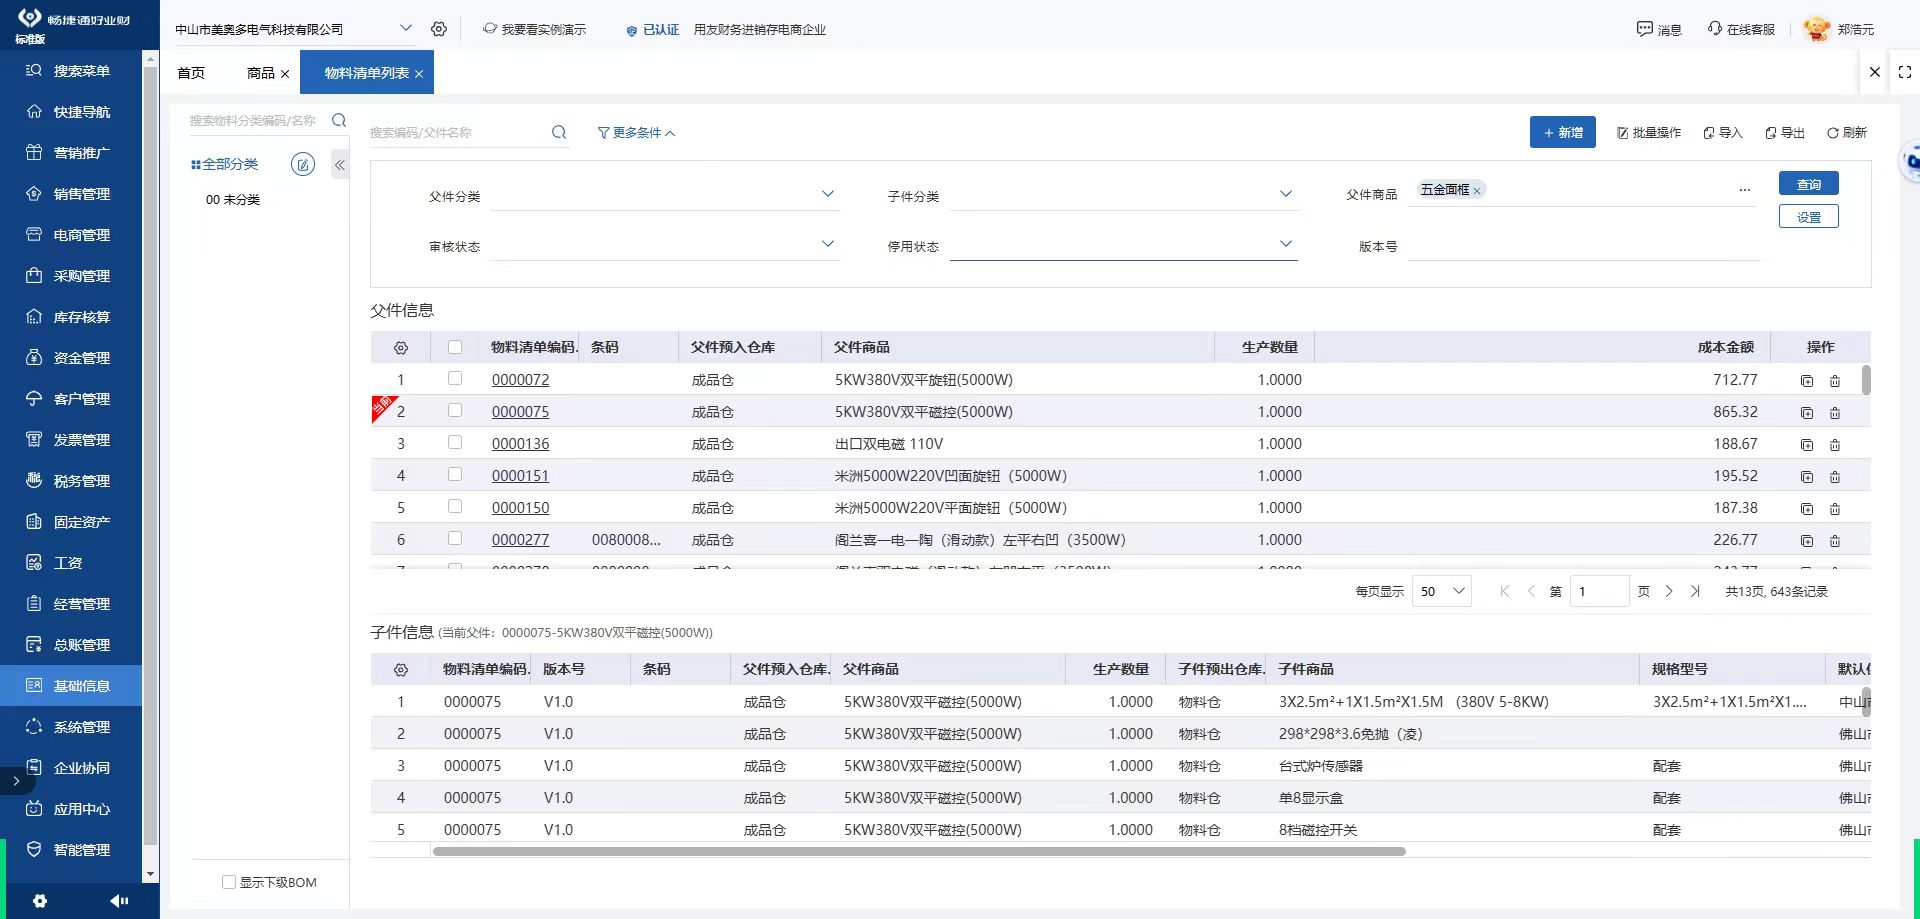 畅捷通好业财
标准版
中山市美奥多电气科技有限公司
我要看实例演示
已认证
用友财务进销存电商企业
消息
在线客服
郑浩元
首页
商品
物料清单列表
搜索菜单
快捷导航
营销推广
销售管理
电商管理
采购管理
库存核算
资金管理
客户管理
发票管理
税务管理
固定资产
工资
经营管理
总账管理
基础信息
系统管理
企业协同
应用中心
智能管理
搜索物料分类编码/名称
全部分类
00 未分类
显示下级BOM
搜索编码/父件名称
更多条件
新增
批量操作
导入
导出
刷新
父件分类
子件分类
父件商品 五金面框 ...
查询
审核状态
停用状态
版本号
设置
父件信息
物料清单编码. 条码 父件预入仓库 父件商品 生产数量 成本金额 操作
1 0000072 成品仓 5KW380V双平旋钮(5000W) 1.0000 712.77
当前 2 0000075 成品仓 5KW380V双平磁控(5000W) 1.0000 865.32
3 0000136 成品仓 出口双电磁 110V 1.0000 188.67
4 0000151 成品仓 米洲5000W220V凹面旋钮（5000W） 1.0000 195.52
5 0000150 成品仓 米洲5000W220V平面旋钮（5000W） 1.0000 187.38
6 0000277 0080008... 成品仓 阁兰喜一电一陶（滑动款）左平右凹（3500W） 1.0000 226.77
每页显示 50 第 1 页 共13页, 643条记录
子件信息 (当前父件：0000075-5KW380V双平磁控(5000W))
物料清单编码. 版本号 条码 父件预入仓库. 父件商品 生产数量 子件预出仓库. 子件商品 规格型号 默认
1 0000075 V1.0 成品仓 5KW380V双平磁控(5000W) 1.0000 物料仓 3X2.5m²+1X1.5m²X1.5M （380V 5-8KW) 3X2.5m²+1X1.5m²X1.... 中山
2 0000075 V1.0 成品仓 5KW380V双平磁控(5000W) 1.0000 物料仓 298*298*3.6免抛（凌） 佛山
3 0000075 V1.0 成品仓 5KW380V双平磁控(5000W) 1.0000 物料仓 台式炉传感器 配套 佛山
4 0000075 V1.0 成品仓 5KW380V双平磁控(5000W) 1.0000 物料仓 单8显示盒 配套 佛山
5 0000075 V1.0 成品仓 5KW380V双平磁控(5000W) 1.0000 物料仓 8档磁控开关 配套 佛山